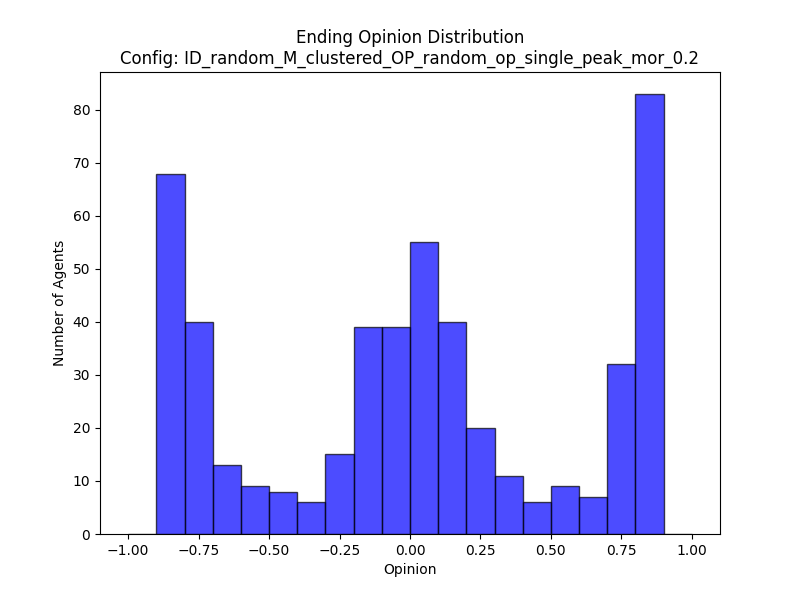 Ending Opinion Distribution
Config: ID_random_M_clustered_OP_random_op_single_peak_mor_0.2
Number of Agents
80
70
60
50
40
30
20
10
0
−1.00 −0.75 −0.50 −0.25 0.00 0.25 0.50 0.75 1.00
Opinion